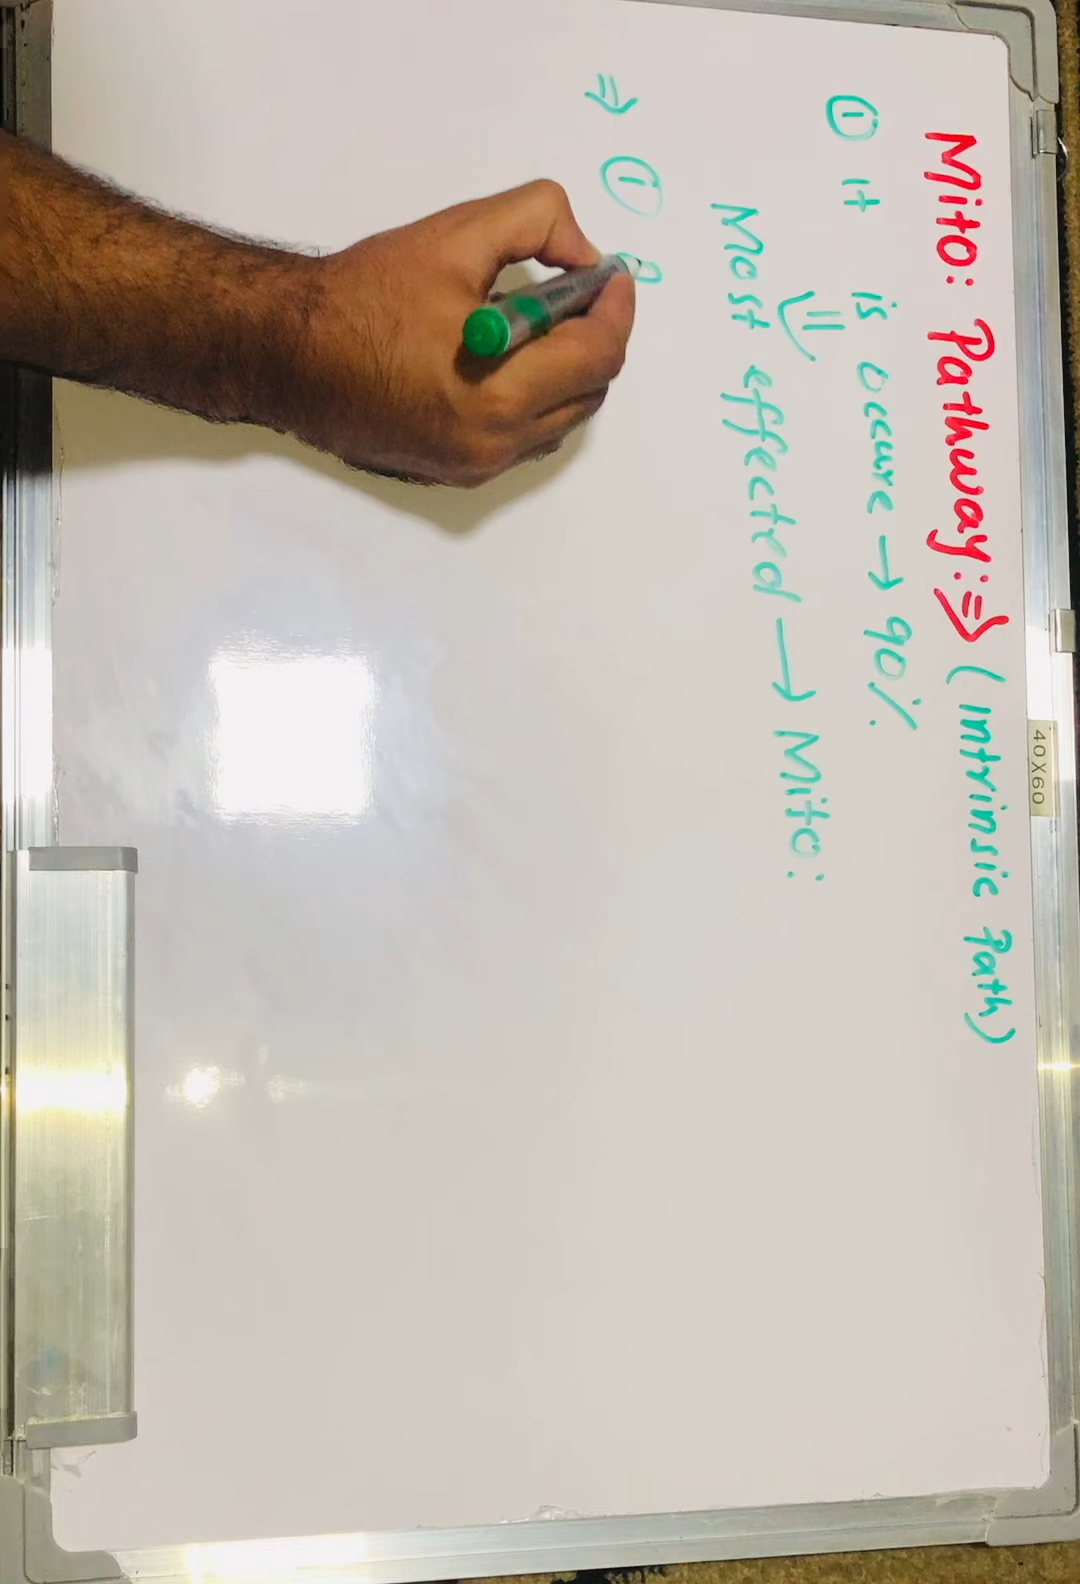 Mito: Pathway:⇒ (Intrinsic Path)
① It is occure → 90%
Most effected → Mito:
⇒ ①
40X60